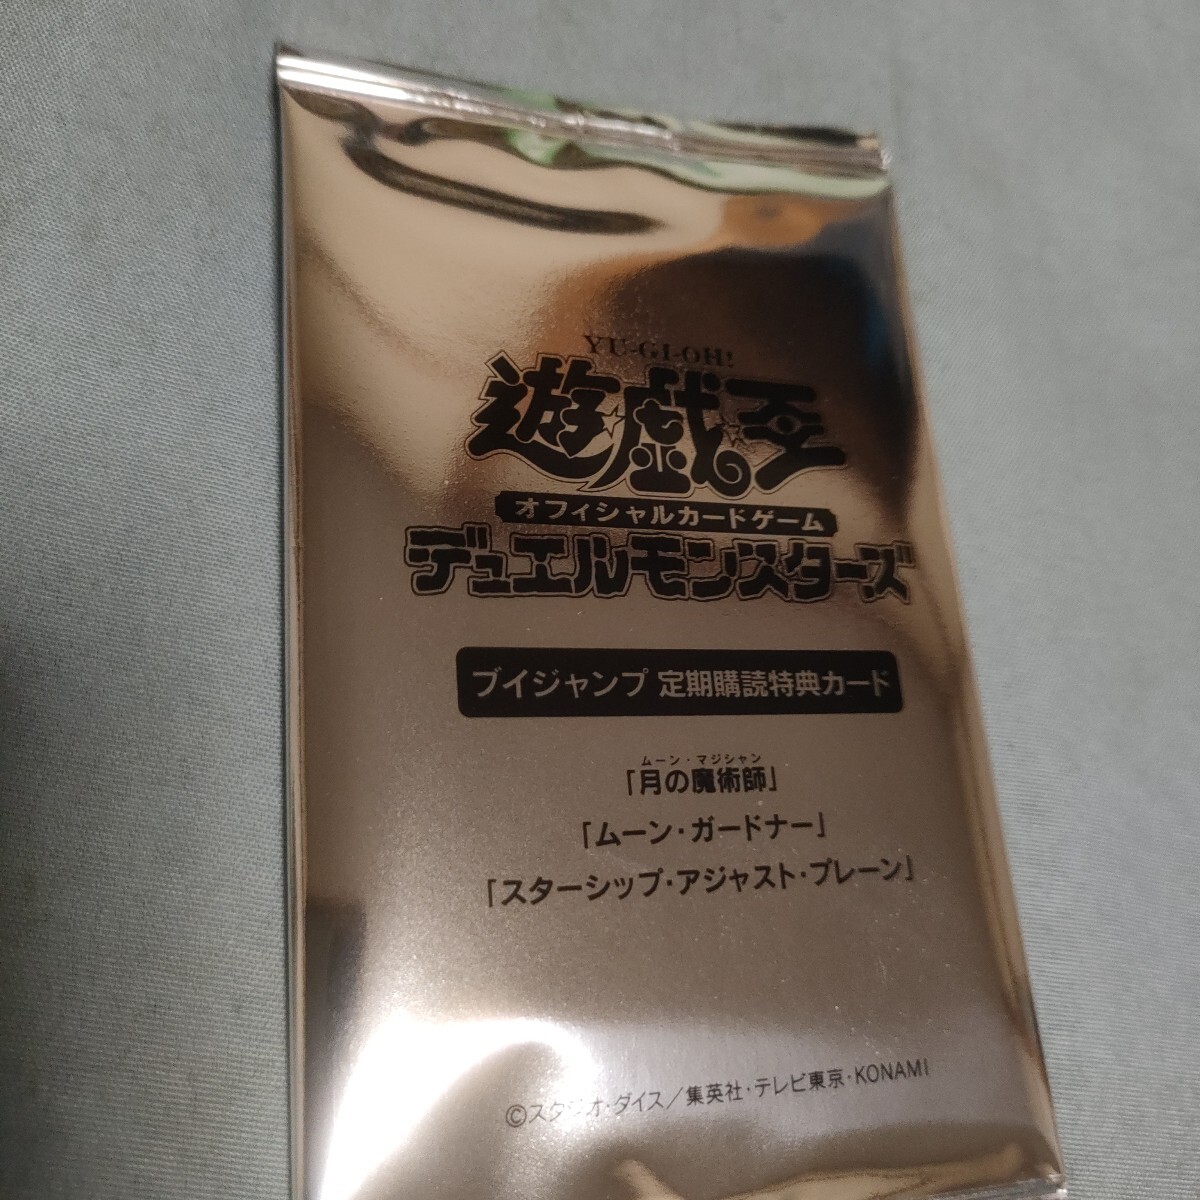 YU-GI-OH!
遊戯王
オフィシャルカードゲーム
デュエルモンスターズ
ブイジャンプ 定期購読特典カード
ムーン・マジシャン
「月の魔術師」
「ムーン・ガードナー」
「スターシップ・アジャスト・プレーン」
©スタジオ・ダイス／集英社・テレビ東京・KONAMI